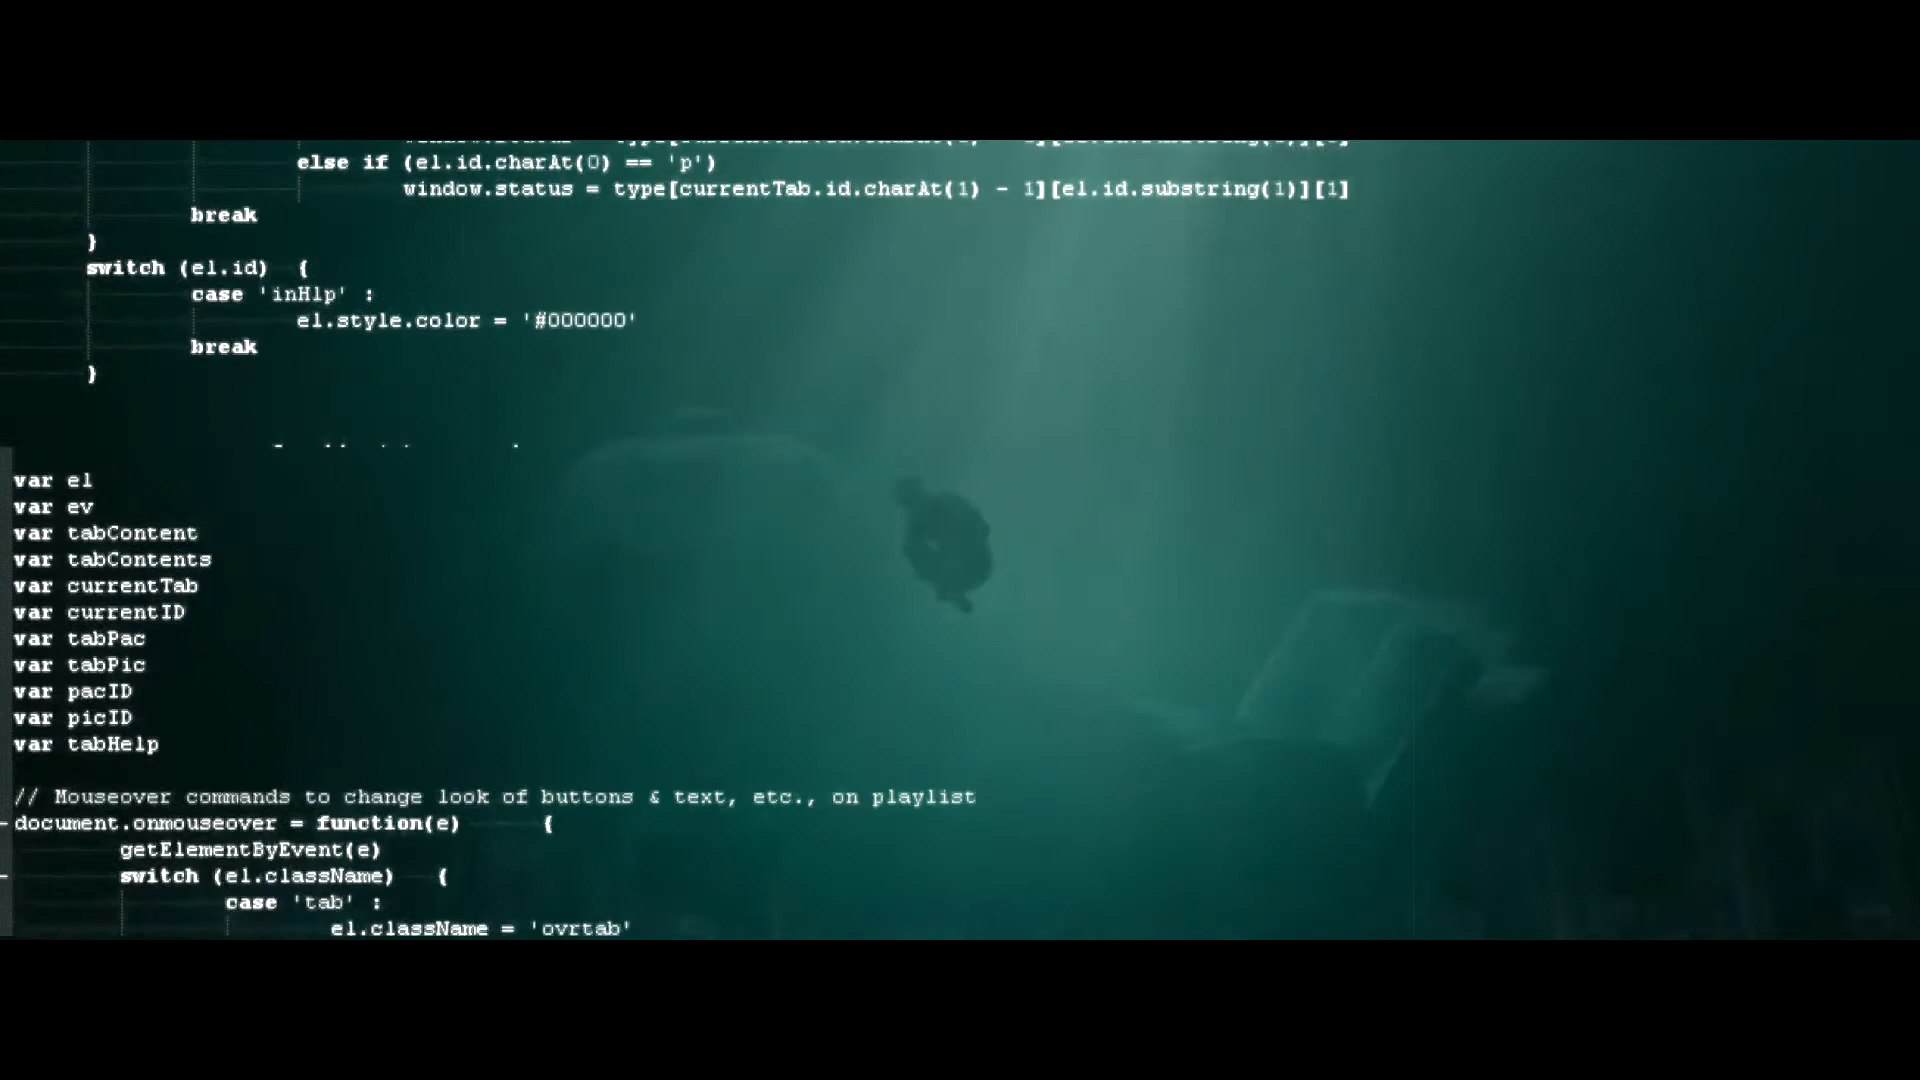 else if (el.id.charAt(0) == 'p')
window.status = type[currentTab.id.charAt(1) - 1][el.id.substring(1)][1]
break
}
switch (el.id) {
case 'inHlp' :
el.style.color = '#000000'
break
}
var el
var ev
var tabContent
var tabContents
var currentTab
var currentID
var tabPac
var tabPic
var pacID
var picID
var tabHelp
// Mouseover commands to change look of buttons & text, etc., on playlist
document.onmouseover = function(e) {
getElementByEvent(e)
switch (el.className) {
case 'tab' :
el.className = 'ovrtab'